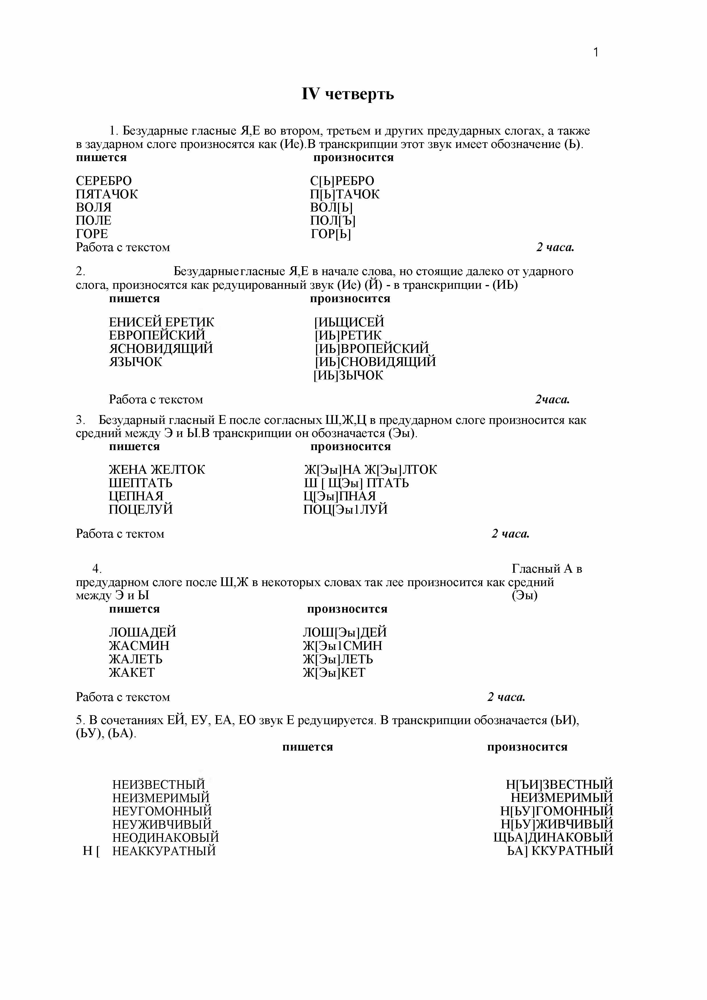 1
IV четверть
1. Безударные гласные Я,Е во втором, третьем и других предударных слогах, а также
в заударном слоге произносятся как (Ие).В транскрипции этот звук имеет обозначение (Ь).
пишется произносится
СЕРЕБРО С[Ь]РЕБРО
ПЯТАЧОК П[Ь]ТАЧОК
ВОЛЯ ВОЛ[Ь]
ПОЛЕ ПОЛ[Ъ]
ГОРЕ ГОР[Ь]
Работа с текстом 2 часа.
2. Безударные гласные Я,Е в начале слова, но стоящие далеко от ударного
слога, произносятся как редуцированный звук (Ие) (Й) - в транскрипции - (ИЬ)
пишется произносится
ЕНИСЕЙ ЕРЕТИК [ИЬЩИСЕЙ
ЕВРОПЕЙСКИЙ [ИЬ]РЕТИК
ЯСНОВИДЯЩИЙ [ИЬ]ВРОПЕЙСКИЙ
ЯЗЫЧОК [ИЬ]СНОВИДЯЩИЙ
[ИЬ]ЗЫЧОК
Работа с текстом 2часа.
3. Безударный гласный Е после согласных Ш,Ж,Ц в предударном слоге произносится как
средний между Э и Ы.В транскрипции он обозначается (Эы).
пишется произносится
ЖЕНА ЖЕЛТОК Ж[Эы]НА Ж[Эы]ЛТОК
ШЕПТАТЬ Ш [ ЩЭы] ПТАТЬ
ЦЕПНАЯ Ц[Эы]ПНАЯ
ПОЦЕЛУЙ ПОЦ[Эы1ЛУЙ
Работа с тектом 2 часа.
4. Гласный А в
предударном слоге после Ш,Ж в некоторых словах так лее произносится как средний
между Э и Ы (Эы)
пишется произносится
ЛОШАДЕЙ ЛОШ[Эы]ДЕЙ
ЖАСМИН Ж[Эы1СМИН
ЖАЛЕТЬ Ж[Эы]ЛЕТЬ
ЖАКЕТ Ж[Эы]КЕТ
Работа с текстом 2 часа.
5. В сочетаниях ЕЙ, ЕУ, ЕА, ЕО звук Е редуцируется. В транскрипции обозначается (ЬИ),
(ЬУ), (ЬА).
пишется произносится
НЕИЗВЕСТНЫЙ Н[ЪИ]ЗВЕСТНЫЙ
НЕИЗМЕРИМЫЙ НЕИЗМЕРИМЫЙ
НЕУГОМОННЫЙ Н[ЬУ]ГОМОННЫЙ
НЕУЖИВЧИВЫЙ Н[ЬУ]ЖИВЧИВЫЙ
НЕОДИНАКОВЫЙ ЩЬА]ДИНАКОВЫЙ
Н [ НЕАККУРАТНЫЙ ЬА] ККУРАТНЫЙ